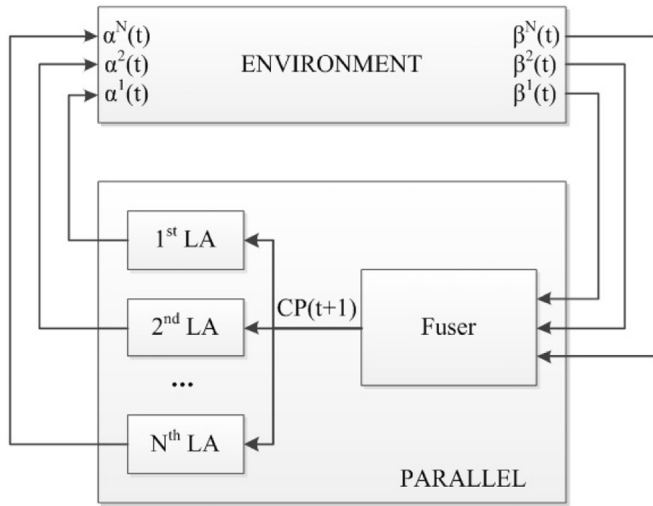 α^N(t)
α^2(t)
α^1(t)
ENVIRONMENT
β^N(t)
β^2(t)
β^1(t)
1^st LA
2^nd LA
...
N^th LA
CP(t+1)
Fuser
PARALLEL